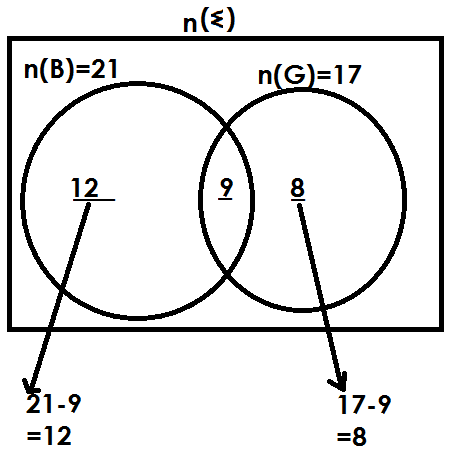 n(Σ)
n(B)=21
n(G)=17
12
9
8
21-9
=12
17-9
=8